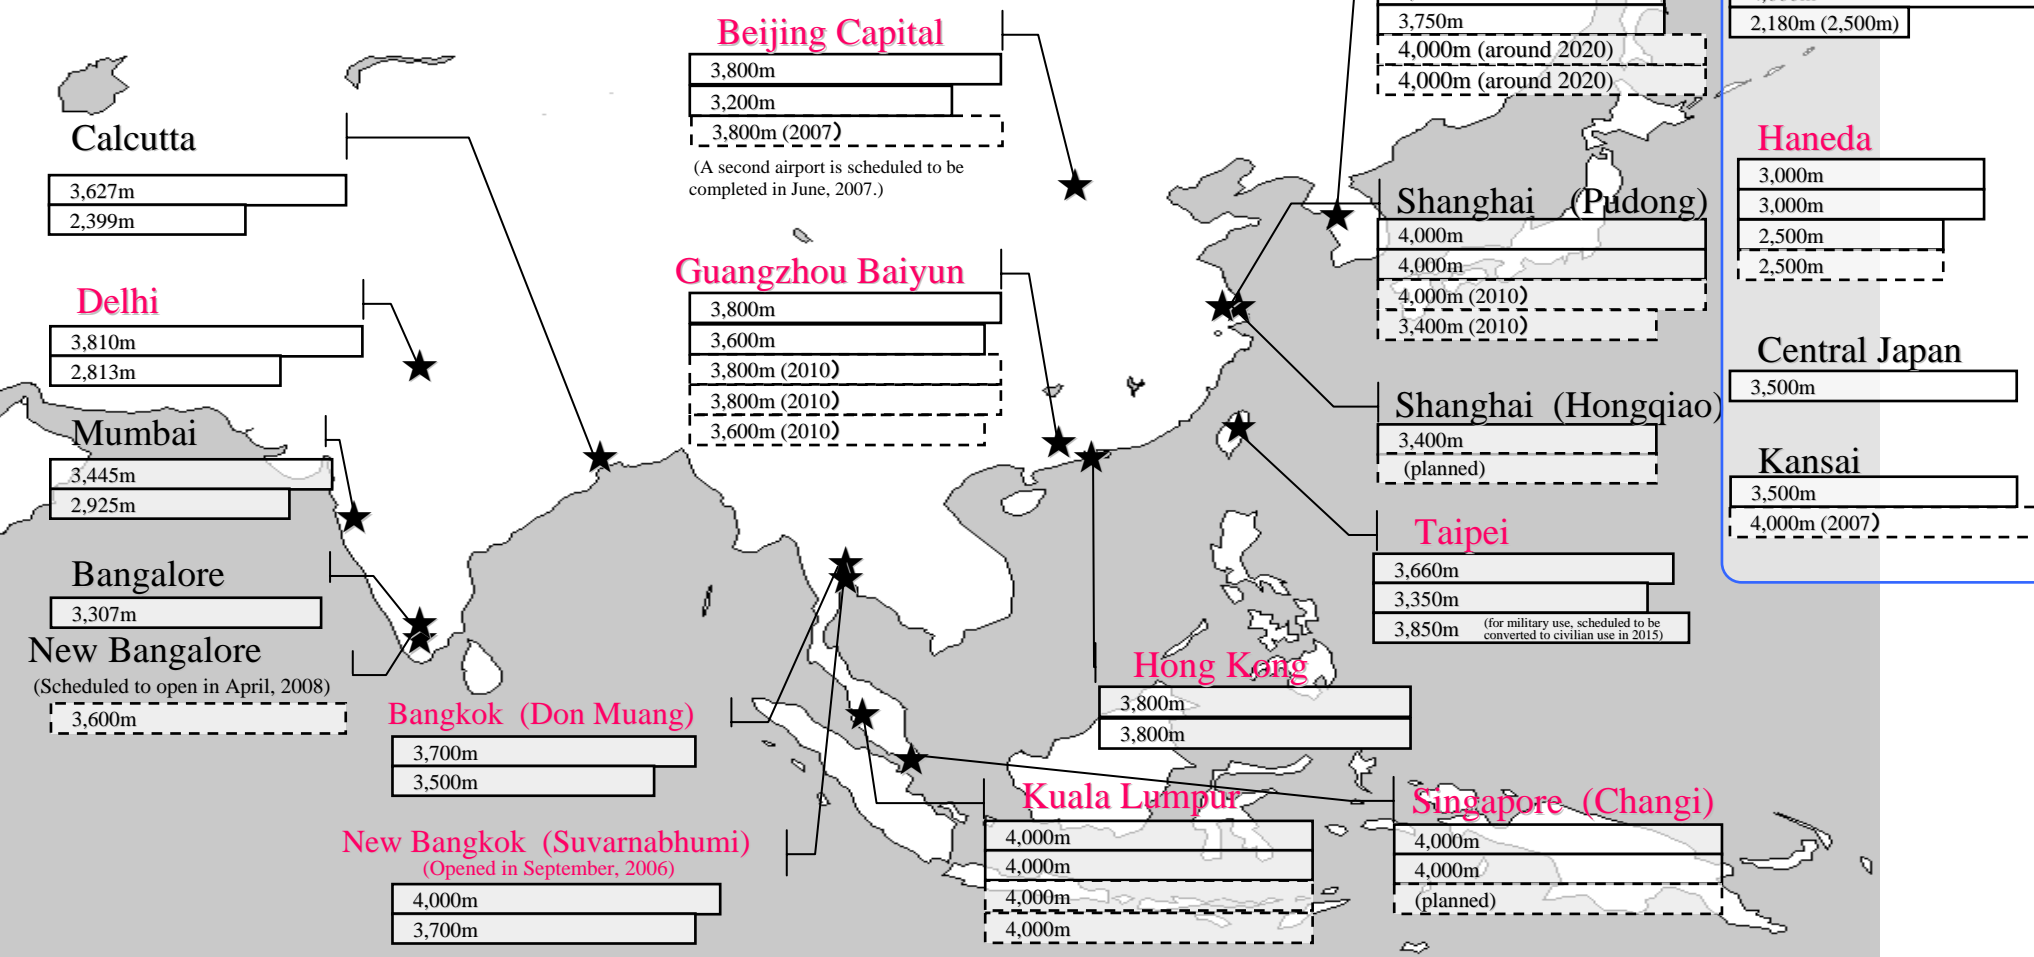 Calcutta
3,627m
2,399m
Delhi
3,810m
2,813m
Mumbai
3,445m
2,925m
Bangalore
3,307m
New Bangalore
(Scheduled to open in April, 2008)
3,600m
Beijing Capital
3,800m
3,200m
3,800m (2007)
(A second airport is scheduled to be
completed in June, 2007.)
Guangzhou Baiyun
3,800m
3,600m
3,800m (2010)
3,800m (2010)
3,600m (2010)
Bangkok (Don Muang)
3,700m
3,500m
New Bangkok (Suvarnabhumi)
(Opened in September, 2006)
4,000m
3,700m
Hong Kong
3,800m
3,800m
Kuala Lumpur
4,000m
4,000m
4,000m
4,000m
3,750m
4,000m (around 2020)
4,000m (around 2020)
Shanghai (Pudong)
4,000m
4,000m
4,000m (2010)
3,400m (2010)
Shanghai (Hongqiao)
3,400m
(planned)
Taipei
3,660m
3,350m
3,850m (for military use, scheduled to be
converted to civilian use in 2015)
Singapore (Changi)
4,000m
4,000m
(planned)
2,180m (2,500m)
Haneda
3,000m
3,000m
2,500m
2,500m
Central Japan
3,500m
Kansai
3,500m
4,000m (2007)